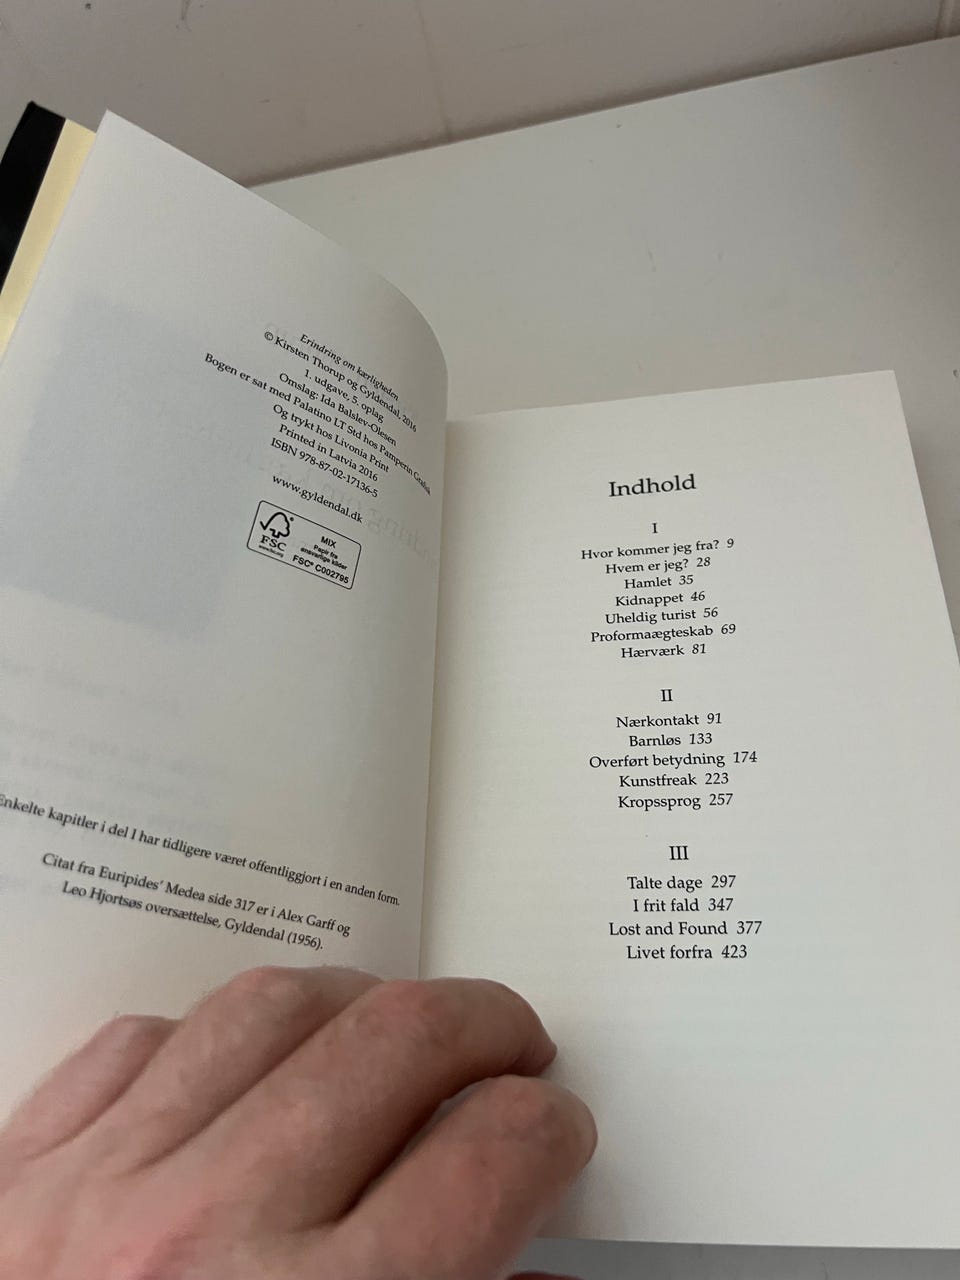 Erindring om kærligheden
© Kirsten Thorup og Gyldendal, 2016
1. udgave, 5. oplag
Omslag: Ida Balslev-Olesen
Bogen er sat med Palatino LT Std hos Pamperin Grafisk
Og trykt hos Livonia Print
Printed in Latvia 2016
ISBN 978-87-02-17136-5
www.gyldendal.dk
FSC
www.fsc.org
MIX
Papir fra
ansvarlige kilder
FSC® C002795
Enkelte kapitler i del I har tidligere været offentliggjort i en anden form.
Citat fra Euripides' Medea side 317 er i Alex Garff og
Leo Hjortsøs oversættelse, Gyldendal (1956).
Indhold
I
Hvor kommer jeg fra? 9
Hvem er jeg? 28
Hamlet 35
Kidnappet 46
Uheldig turist 56
Proformaægteskab 69
Hærværk 81
II
Nærkontakt 91
Barnløs 133
Overført betydning 174
Kunstfreak 223
Kropssprog 257
III
Talte dage 297
I frit fald 347
Lost and Found 377
Livet forfra 423